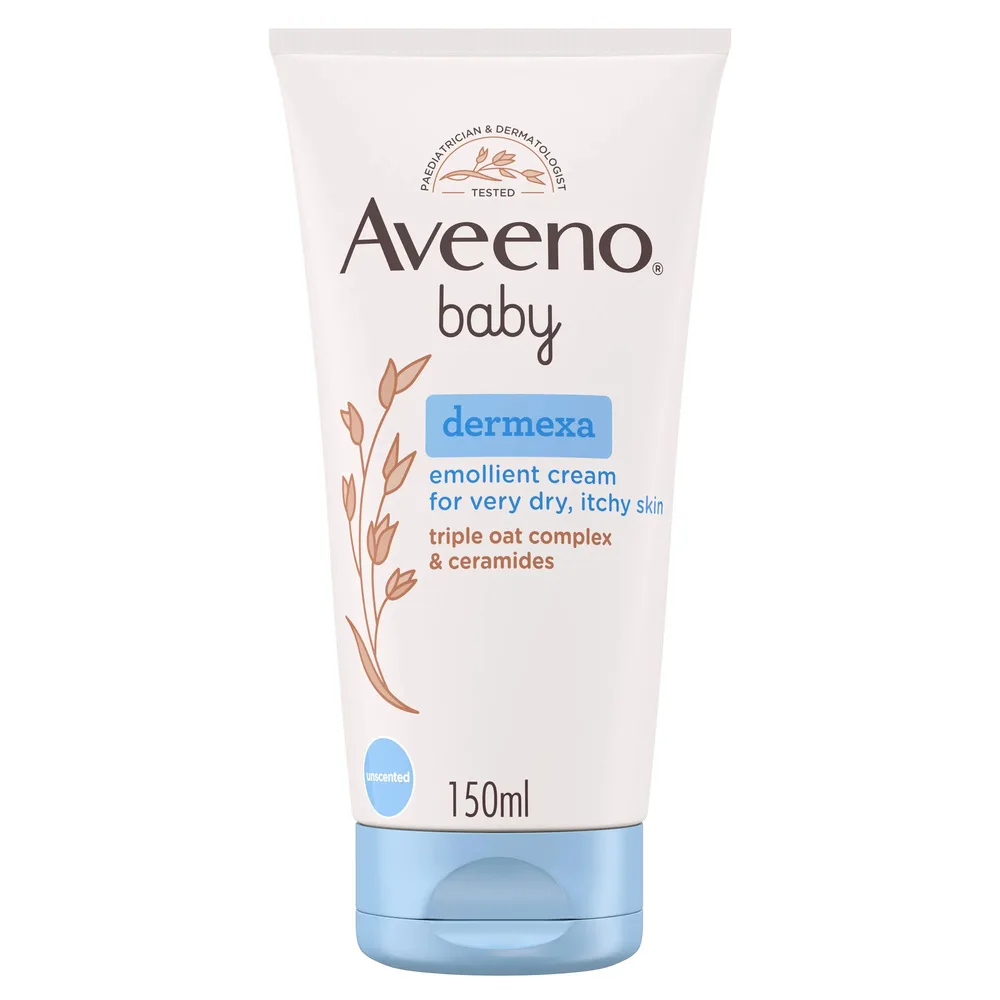 PAEDIATRICIAN & DERMATOLOGIST
TESTED
Aveeno®
baby
dermexa
emollient cream
for very dry, itchy skin
triple oat complex
& ceramides
unscented
150ml